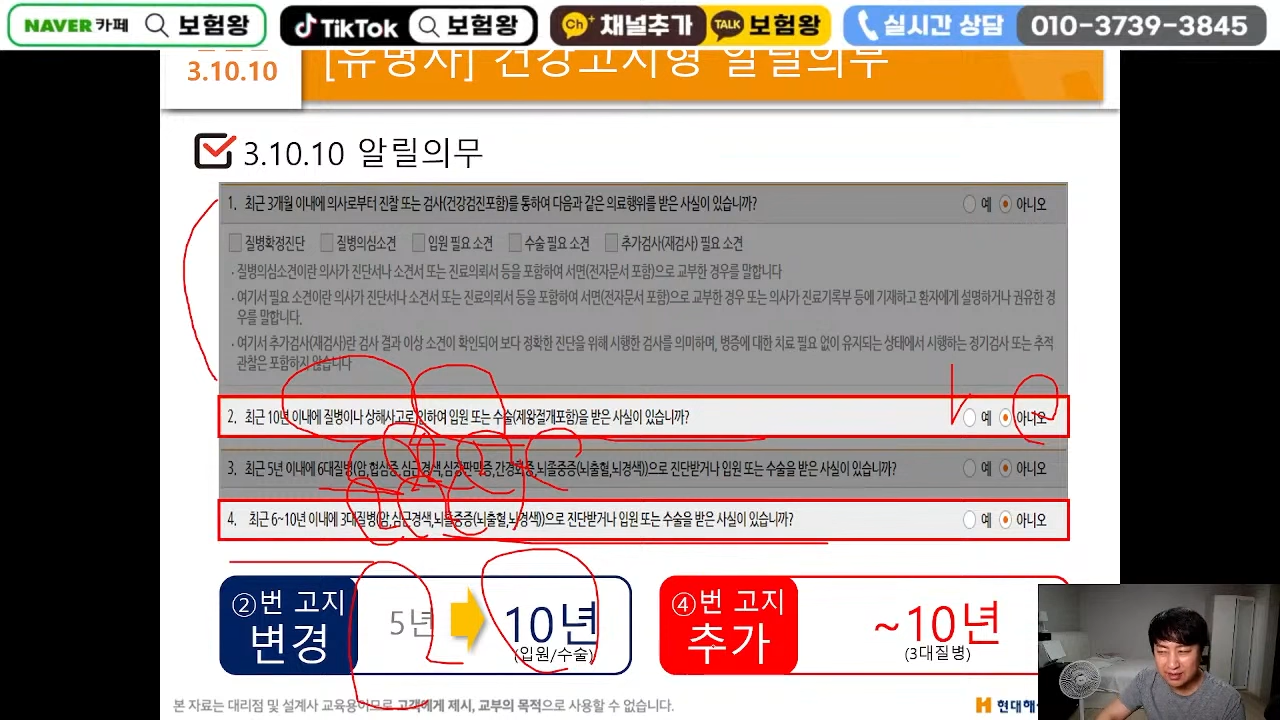 NAVER 카페 보험왕 TikTok 보험왕 Ch+ 채널추가 TALK 보험왕 실시간 상담 010-3739-3845
3.10.10 [유병자] 건강고지형 알릴의무
3.10.10 알릴의무
1. 최근 3개월 이내에 의사로부터 진찰 또는 검사(건강검진포함)를 통하여 다음과 같은 의료행위를 받은 사실이 있습니까? 예 아니오
질병확정진단 질병의심소견 입원 필요 소견 수술 필요 소견 추가검사(재검사) 필요 소견
· 질병의심소견이란 의사가 진단서나 소견서 또는 진료의뢰서 등을 포함하여 서면(전자문서 포함)으로 교부한 경우를 말합니다
· 여기서 필요 소견이란 의사가 진단서나 소견서 또는 진료의뢰서 등을 포함하여 서면(전자문서 포함)으로 교부한 경우 또는 의사가 진료기록부 등에 기재하고 환자에게 설명하거나 권유한 경
우를 말합니다.
· 여기서 추가검사(재검사)란 검사 결과 이상 소견이 확인되어 보다 정확한 진단을 위해 시행한 검사를 의미하며, 병증에 대한 치료 필요 없이 유지되는 상태에서 시행하는 정기검사 또는 추적
관찰은 포함하지 않습니다
2. 최근 10년 이내에 질병이나 상해사고로 인하여 입원 또는 수술(제왕절개포함)을 받은 사실이 있습니까? 예 아니오
3. 최근 5년 이내에 6대질병(암,협심증,심근경색,심장판막증,간경화증,뇌졸중증(뇌출혈,뇌경색))으로 진단받거나 입원 또는 수술을 받은 사실이 있습니까? 예 아니오
4. 최근 6~10년 이내에 3대질병(암,심근경색,뇌졸중증(뇌출혈,뇌경색))으로 진단받거나 입원 또는 수술을 받은 사실이 있습니까? 예 아니오
②번 고지
변경
5년
10년
(입원/수술)
④번 고지
추가
~10년
(3대질병)
본 자료는 대리점 및 설계사 교육용이므로 고객에게 제시, 교부의 목적으로 사용할 수 없습니다.
현대해